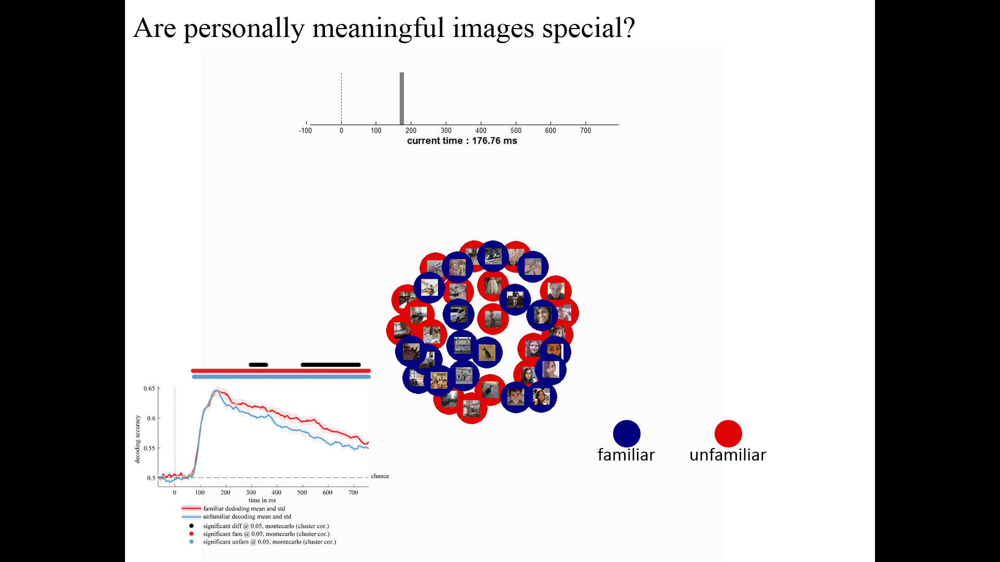 Are personally meaningful images special?
-100 0 100 200 300 400 500 600 700
current time : 176.76 ms
0.65
0.6
0.55
0.5
decoding accuracy
chance
0 100 200 300 400 500 600 700
time in ms
familiar dedoding mean and std
unfamiliar decoding mean and std
significant diff @ 0.05, montecarlo (cluster cor.)
significant fam @ 0.05, montecarlo (cluster cor.)
significant unfam @ 0.05, montecarlo (cluster cor.)
familiar
unfamiliar